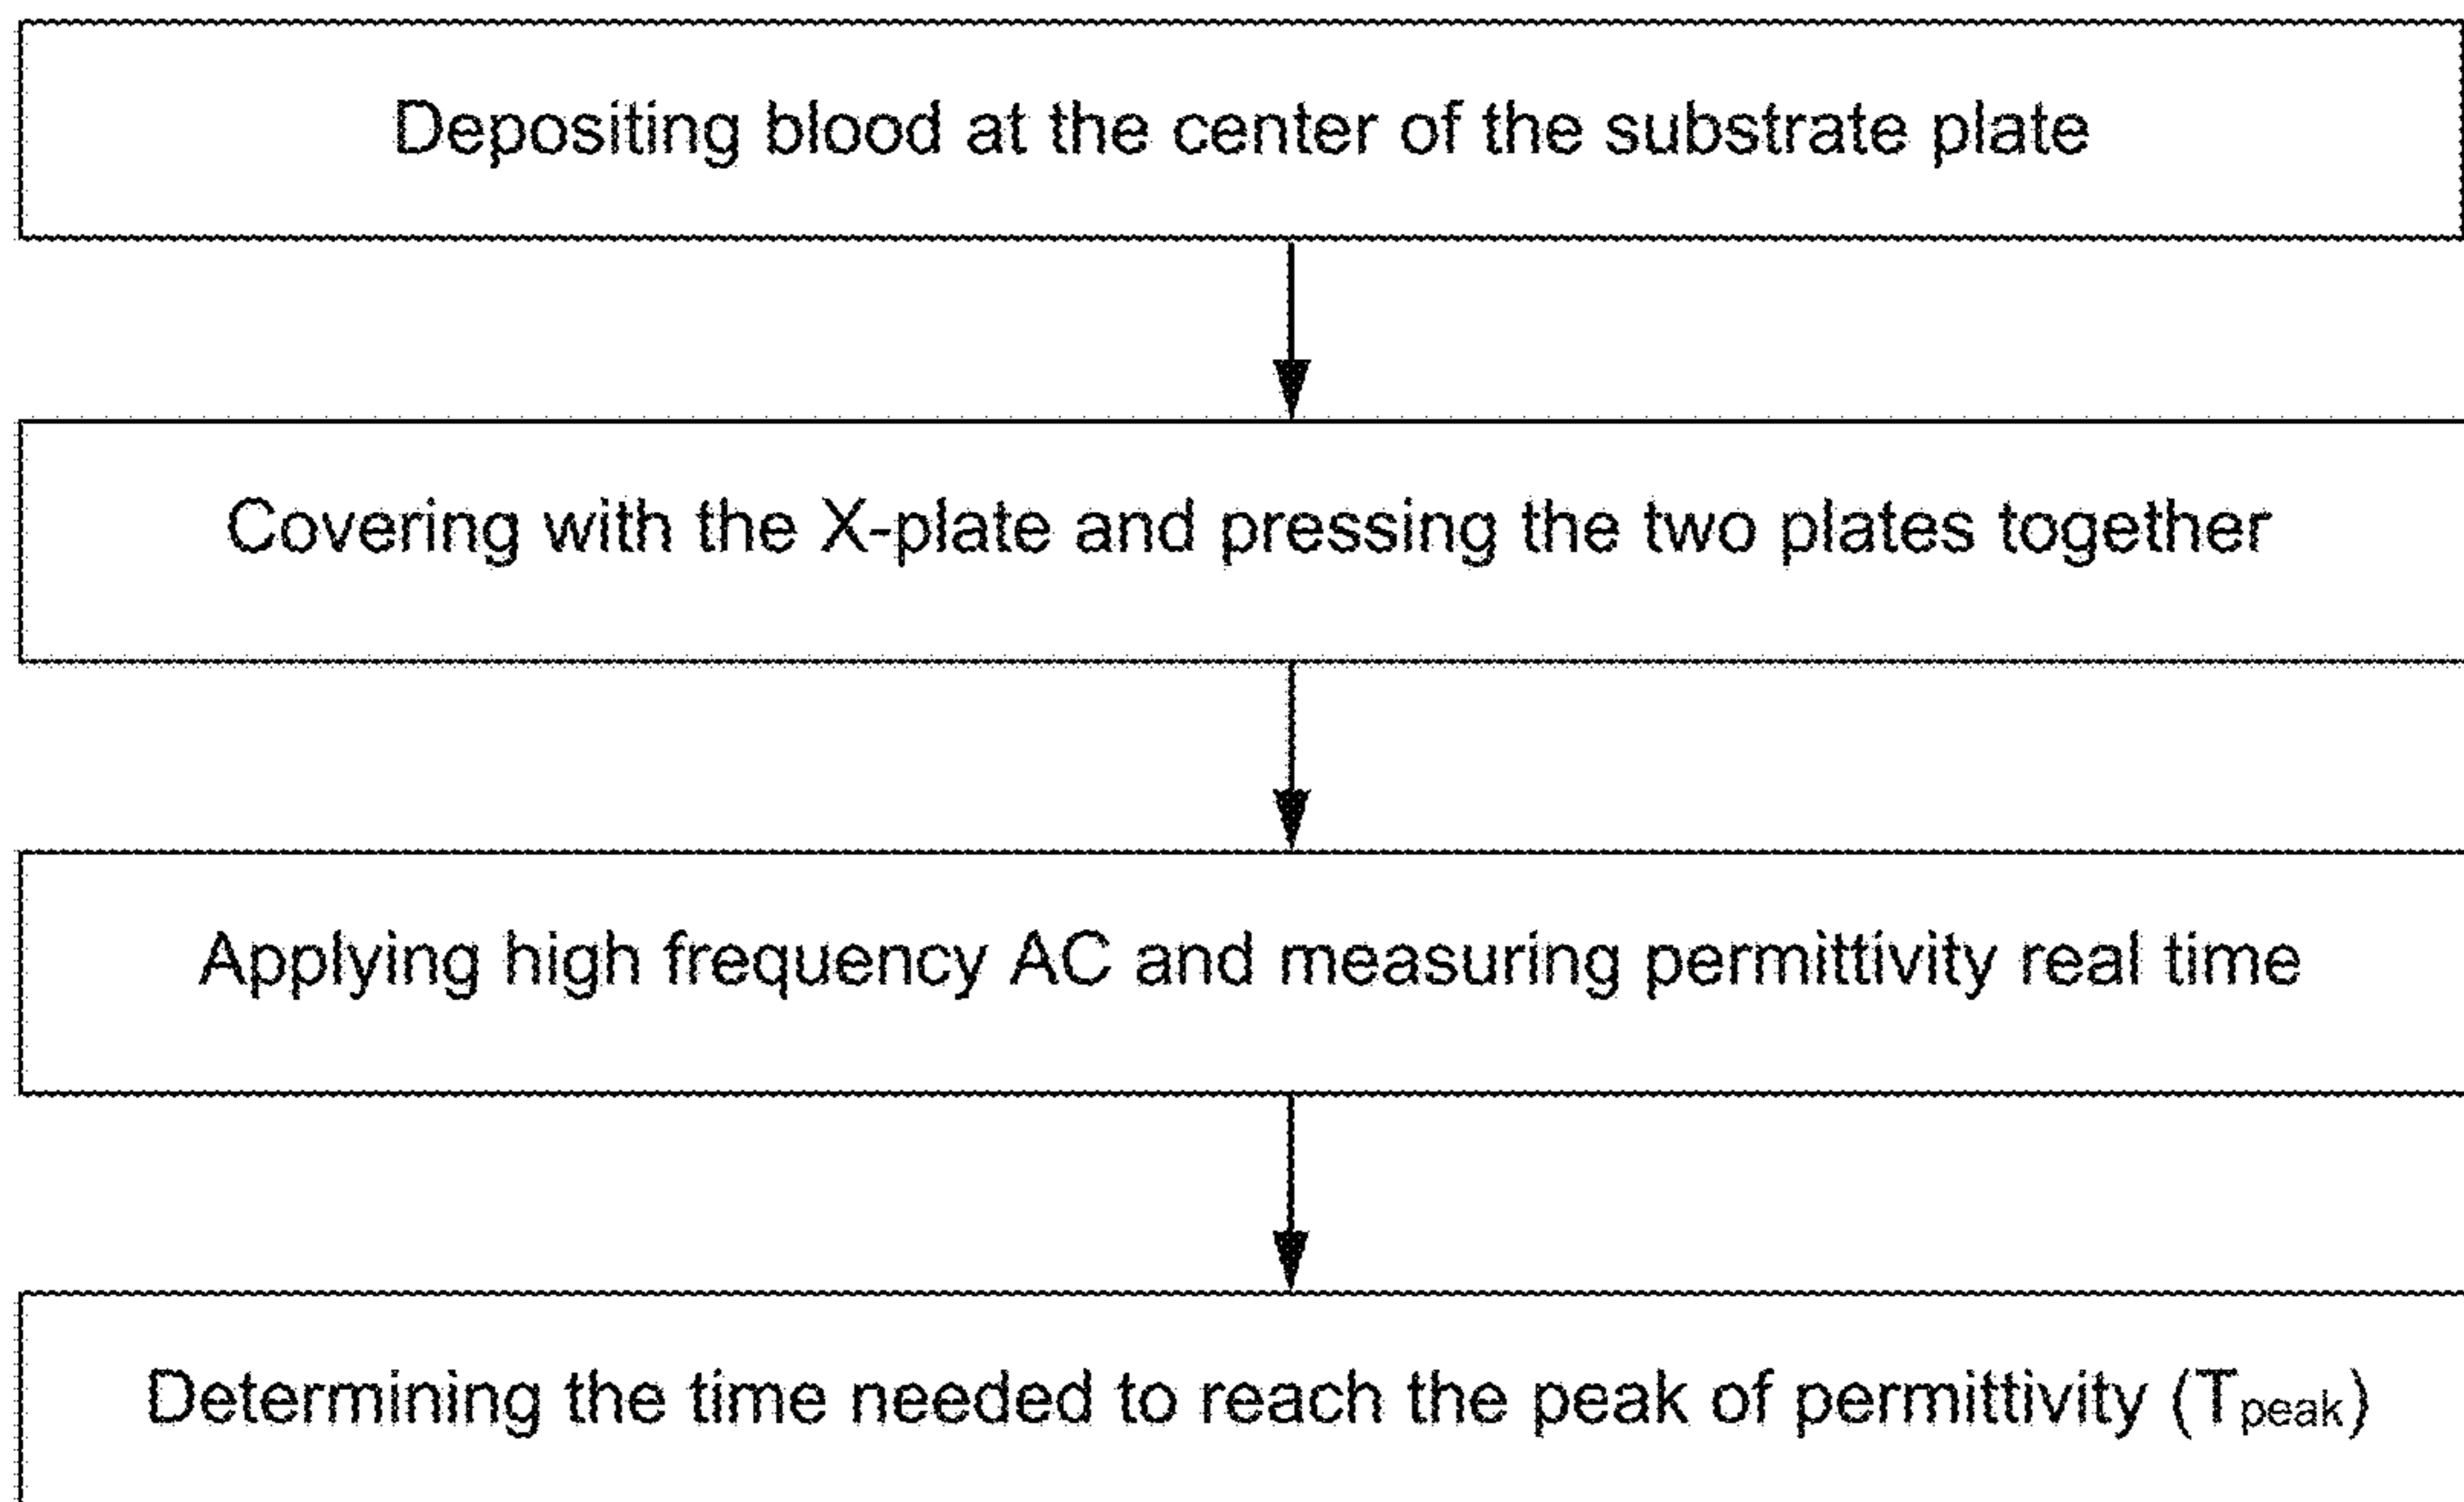 Depositing blood at the center of the substrate plate
Covering with the X-plate and pressing the two plates together
Applying high frequency AC and measuring permittivity real time
Determining the time needed to reach the peak of permittivity (Tpeak)